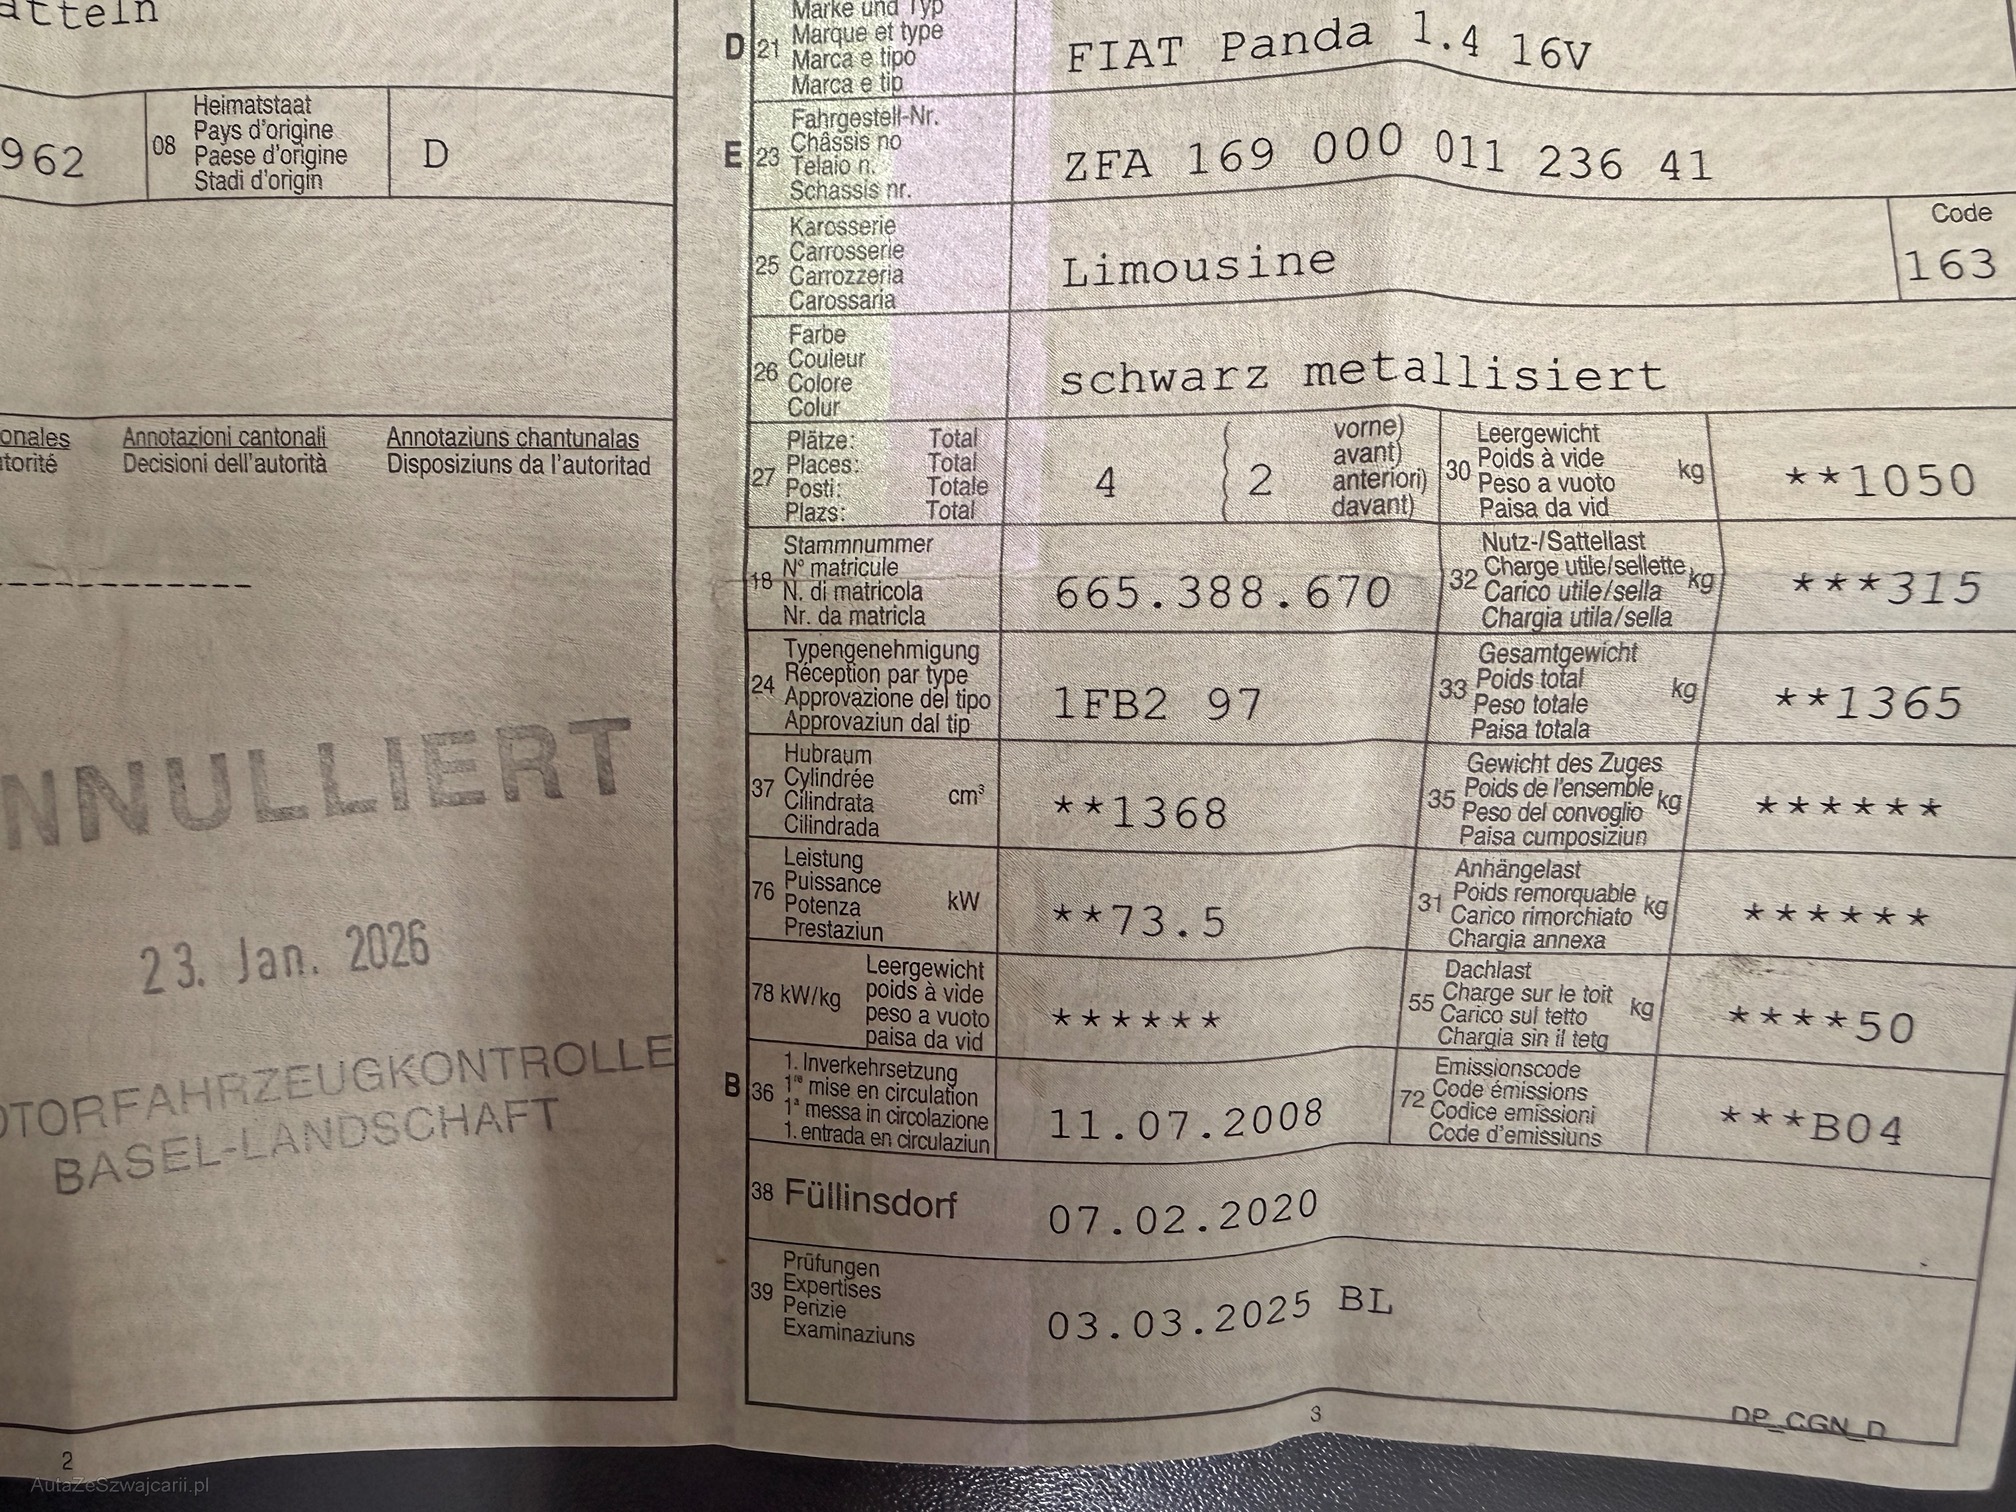 atteln
962
08
Heimatstaat
Pays d'origine
Paese d'origine
Stadi d'origin
D
onales
torité
Annotazioni cantonali
Decisioni dell'autorità
Annotaziuns chantunalas
Disposiziuns da l'autoritad
NNULLIERT
23. Jan. 2026
OTORFAHRZEUGKONTROLLE
BASEL-LANDSCHAFT
2
D 21
Marke und Typ
Marque et type
Marca e tipo
Marca e tip
FIAT Panda 1.4 16V
E 23
Fahrgestell-Nr.
Châssis no
Telaio n.
Schassis nr.
ZFA 169 000 011 236 41
25
Karosserie
Carrosserie
Carrozzeria
Carossaria
Limousine
Code
163
26
Farbe
Couleur
Colore
Colur
schwarz metallisiert
27
Plätze: Total
Places: Total
Posti: Totale
Plazs: Total
4
2
vorne)
avant)
anteriori)
davant)
30
Leergewicht
Poids à vide
Peso a vuoto
Paisa da vid
kg
**1050
18
Stammnummer
N° matricule
N. di matricola
Nr. da matricla
665.388.670
32
Nutz-/Sattellast
Charge utile/sellette
Carico utile/sella
Chargia utila/sella
kg
***315
24
Typengenehmigung
Réception par type
Approvazione del tipo
Approvaziun dal tip
1FB2 97
33
Gesamtgewicht
Poids total
Peso totale
Paisa totala
kg
**1365
37
Hubraum
Cylindrée
Cilindrata
Cilindrada
cm³
**1368
35
Gewicht des Zuges
Poids de l'ensemble
Peso del convoglio
Paisa cumposiziun
kg
******
76
Leistung
Puissance
Potenza
Prestaziun
kW
**73.5
31
Anhängelast
Poids remorquable
Carico rimorchiato
Chargia annexa
kg
******
78 kW/kg
Leergewicht
poids à vide
peso a vuoto
paisa da vid
******
55
Dachlast
Charge sur le toit
Carico sul tetto
Chargia sin il tetg
kg
****50
B 36
1. Inverkehrsetzung
1re mise en circulation
1a messa in circolazione
1. entrada en circulaziun
11.07.2008
72
Emissionscode
Code émissions
Codice emissioni
Code d'emissiuns
***B04
38 Füllinsdorf
07.02.2020
39
Prüfungen
Expertises
Perizie
Examinaziuns
03.03.2025 BL
3
DP_CGN_D
AutaZeSzwajcarii.pl